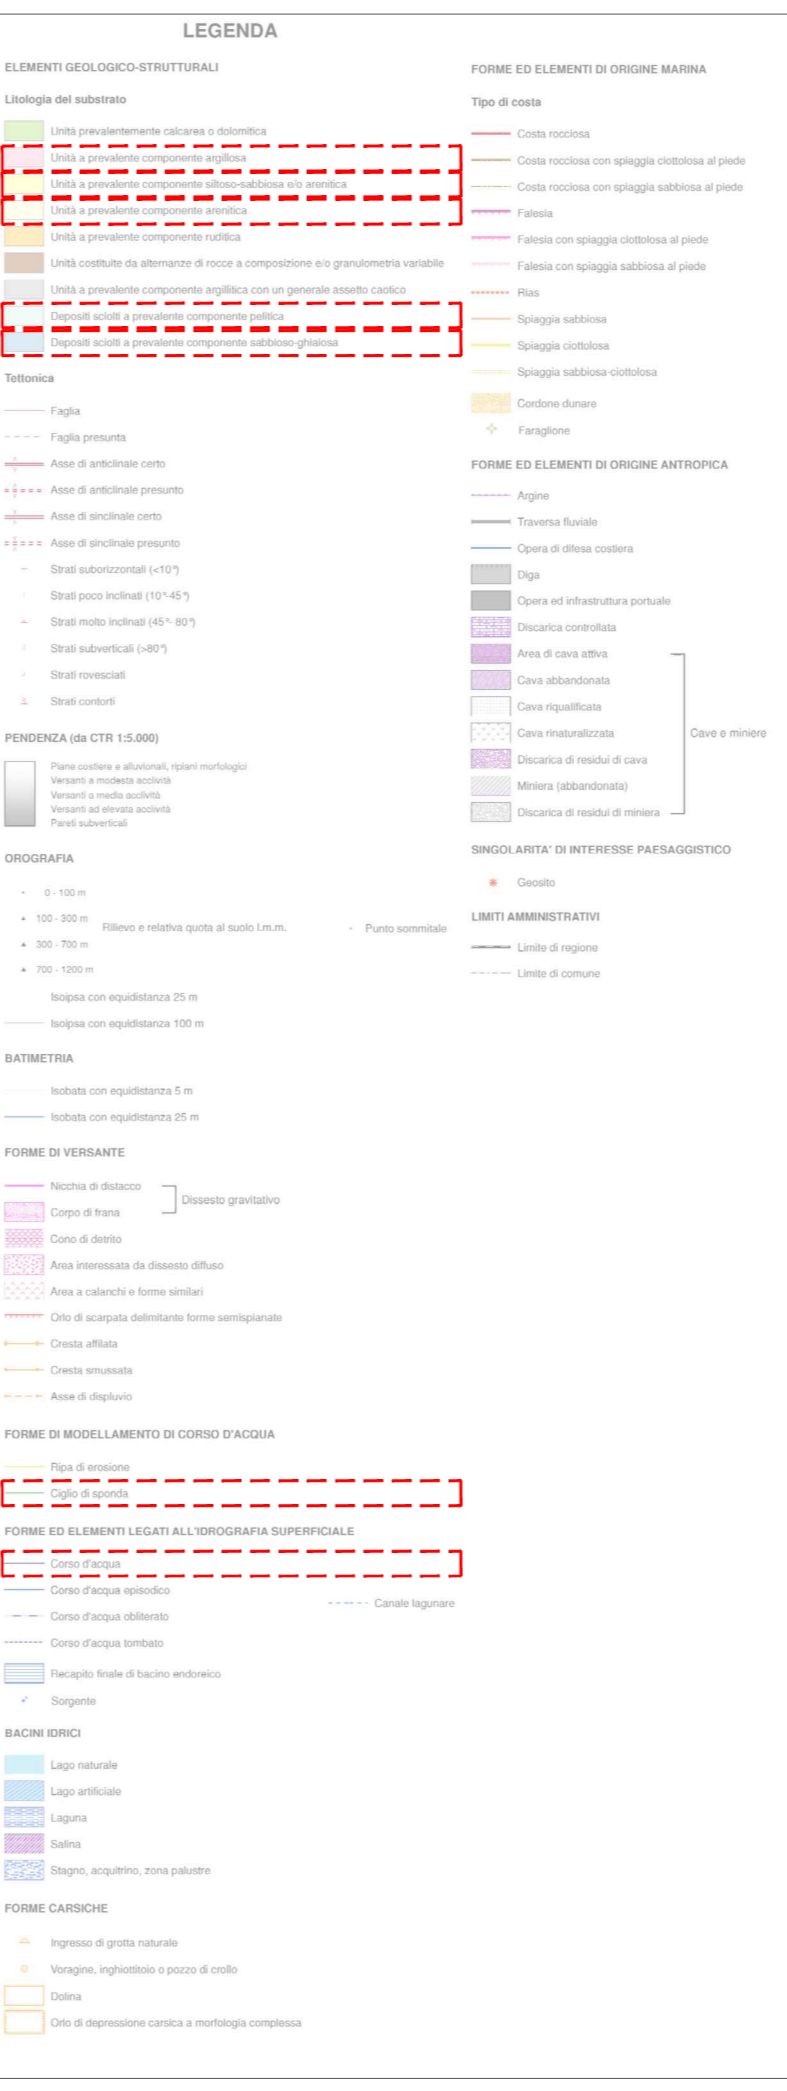 LEGENDA
ELEMENTI GEOLOGICO-STRUTTURALI
Litologia del substrato
Unità prevalentemente calcarea o dolomitica
Unità a prevalente componente argillosa
Unità a prevalente componente siltoso-sabbiosa e/o arenitica
Unità a prevalente componente arenitica
Unità a prevalente componente ruditica
Unità costituite da alternanze di rocce a composizione e/o granulometria variabile
Unità a prevalente componente argillitica con un generale assetto caotico
Depositi sciolti a prevalente componente pelitica
Depositi sciolti a prevalente componente sabbioso-ghiaiosa
Tettonica
Faglia
Faglia presunta
Asse di anticlinale certo
Asse di anticlinale presunto
Asse di sinclinale certo
Asse di sinclinale presunto
Strati suborizzontali (<10°)
Strati poco inclinati (10°-45°)
Strati molto inclinati (45°- 80°)
Strati subverticali (>80°)
Strati rovesciati
Strati contorti
PENDENZA (da CTR 1:5.000)
Piane costiere e alluvionali, ripiani morfologici
Versanti a modesta acclività
Versanti a media acclività
Versanti ad elevata acclività
Pareti subverticali
OROGRAFIA
0 - 100 m
100 - 300 m
300 - 700 m
700 - 1200 m
Rilievo e relativa quota al suolo l.m.m.
Punto sommitale
Isoipsa con equidistanza 25 m
Isoipsa con equidistanza 100 m
BATIMETRIA
Isobata con equidistanza 5 m
Isobata con equidistanza 25 m
FORME DI VERSANTE
Nicchia di distacco
Corpo di frana
Dissesto gravitativo
Cono di detrito
Area interessata da dissesto diffuso
Area a calanchi e forme similari
Orlo di scarpata delimitante forme semispianate
Cresta affilata
Cresta smussata
Asse di displuvio
FORME DI MODELLAMENTO DI CORSO D'ACQUA
Ripa di erosione
Ciglio di sponda
FORME ED ELEMENTI LEGATI ALL'IDROGRAFIA SUPERFICIALE
Corso d'acqua
Corso d'acqua episodico
Corso d'acqua obliterato
Corso d'acqua tombato
Canale lagunare
Recapito finale di bacino endoreico
Sorgente
BACINI IDRICI
Lago naturale
Lago artificiale
Laguna
Salina
Stagno, acquitrino, zona palustre
FORME CARSICHE
Ingresso di grotta naturale
Voragine, inghiottitoio o pozzo di crollo
Dolina
Orlo di depressione carsica a morfologia complessa
FORME ED ELEMENTI DI ORIGINE MARINA
Tipo di costa
Costa rocciosa
Costa rocciosa con spiaggia ciottolosa al piede
Costa rocciosa con spiaggia sabbiosa al piede
Falesia
Falesia con spiaggia ciottolosa al piede
Falesia con spiaggia sabbiosa al piede
Rias
Spiaggia sabbiosa
Spiaggia ciottolosa
Spiaggia sabbiosa-ciottolosa
Cordone dunare
Faraglione
FORME ED ELEMENTI DI ORIGINE ANTROPICA
Argine
Traversa fluviale
Opera di difesa costiera
Diga
Opera ed infrastruttura portuale
Discarica controllata
Area di cava attiva
Cava abbandonata
Cava riqualificata
Cava rinaturalizzata
Discarica di residui di cava
Miniera (abbandonata)
Discarica di residui di miniera
Cave e miniere
SINGOLARITA' DI INTERESSE PAESAGGISTICO
Geosito
LIMITI AMMINISTRATIVI
Limite di regione
Limite di comune